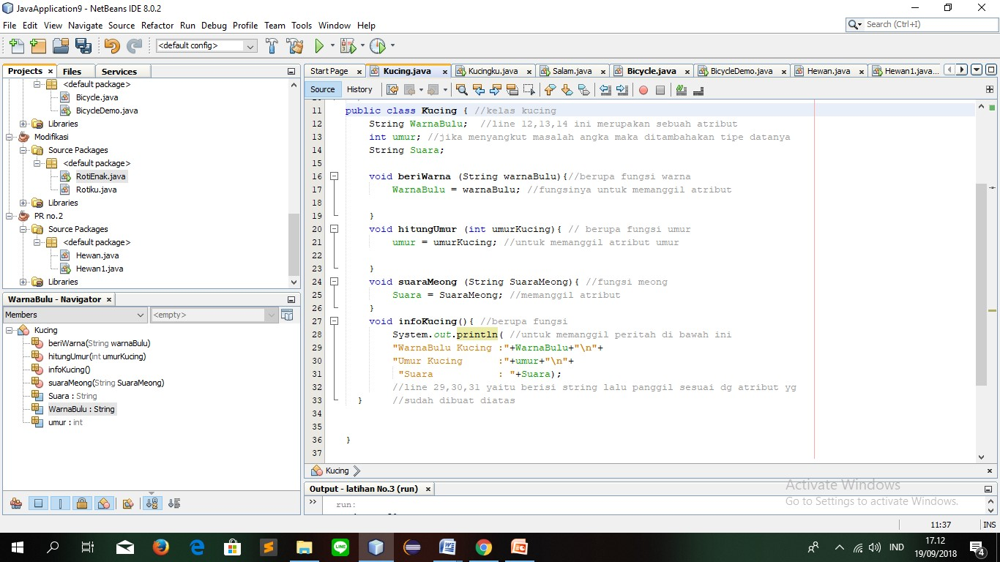 JavaApplication9 - NetBeans IDE 8.0.2
File Edit View Navigate Source Refactor Run Debug Profile Team Tools Window Help
Search (Ctrl+I)
<default config>
Projects Files Services
<default package>
Bicycle.java
BicycleDemo.java
Libraries
Modifikasi
Source Packages
<default package>
RotiEnak.java
Rotiku.java
Libraries
PR no.2
Source Packages
<default package>
Hewan.java
Hewan1.java
Libraries
WarnaBulu - Navigator
Members <empty>
Kucing
beriWarna(String warnaBulu)
hitungUmur(int umurKucing)
infoKucing()
suaraMeong(String SuaraMeong)
Suara : String
WarnaBulu : String
umur : int
Start Page Kucing.java Kucingku.java Salam.java Bicycle.java BicycleDemo.java Hewan.java Hewan1.java...
Source History
11 public class Kucing { //kelas kucing
12 String WarnaBulu; //line 12,13,14 ini merupakan sebuah atribut
13 int umur; //jika menyangkut masalah angka maka ditambahakan tipe datanya
14 String Suara;
15
16 void beriWarna (String warnaBulu){//berupa fungsi warna
17 WarnaBulu = warnaBulu; //fungsinya untuk memanggil atribut
18
19 }
20 void hitungUmur (int umurKucing){ // berupa fungsi umur
21 umur = umurKucing; //untuk memanggil atribut umur
22
23 }
24 void suaraMeong (String SuaraMeong){ //fungsi meong
25 Suara = SuaraMeong; //memanggil atribut
26 }
27 void infoKucing(){ //berupa fungsi
28 System.out.println( //untuk memanggil peritah di bawah ini
29 "WarnaBulu Kucing :"+WarnaBulu+"\n"+
30 "Umur Kucing      :"+umur+"\n"+
31 "Suara           : "+Suara);
32 //line 29,30,31 yaitu berisi string lalu panggil sesuai dg atribut yg
33 } //sudah dibuat diatas
34
35
36 }
37
Kucing
Output - latihan No.3 (run)
run:
Activate Windows
Go to Settings to activate Windows.
11:37 INS
IND
17.12
19/09/2018
4